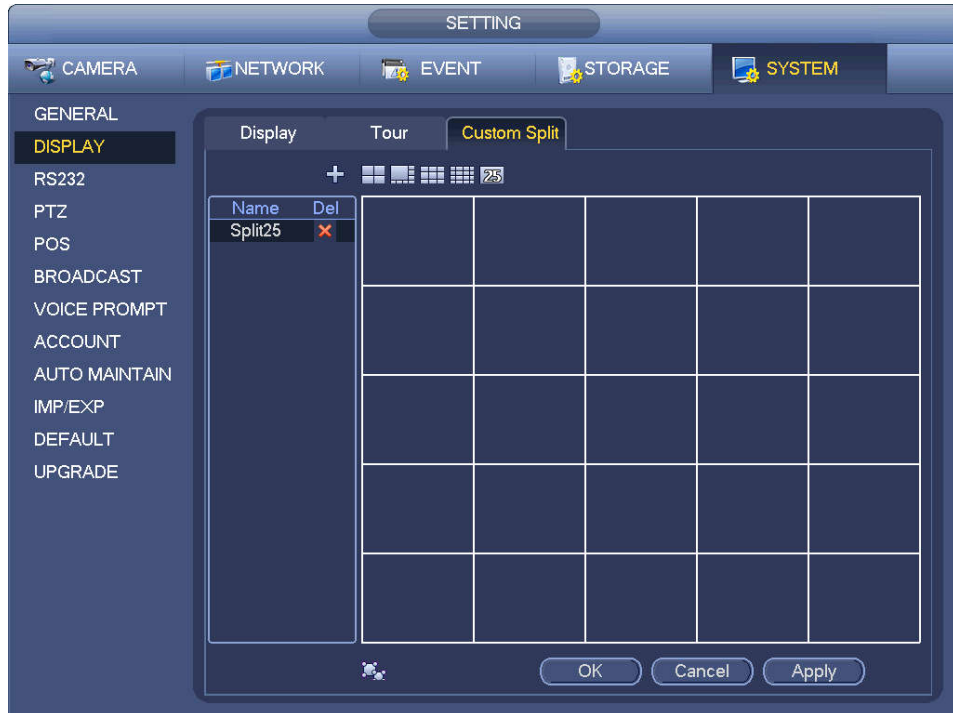 SETTING
CAMERA NETWORK EVENT STORAGE SYSTEM
GENERAL
DISPLAY
RS232
PTZ
POS
BROADCAST
VOICE PROMPT
ACCOUNT
AUTO MAINTAIN
IMP/EXP
DEFAULT
UPGRADE
Display Tour Custom Split
25
Name Del
Split25
OK Cancel Apply